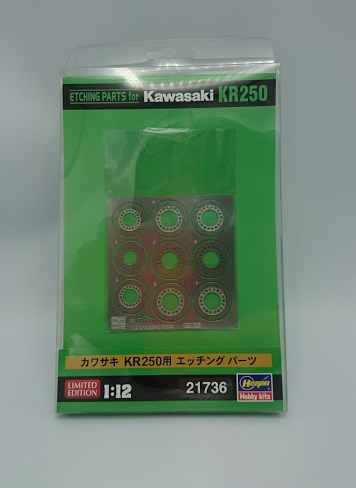 ETCHING PARTS for Kawasaki KR250
カワサキ KR250用 エッチング パーツ
LIMITED EDITION 1:12 21736 Hasegawa Hobby kits